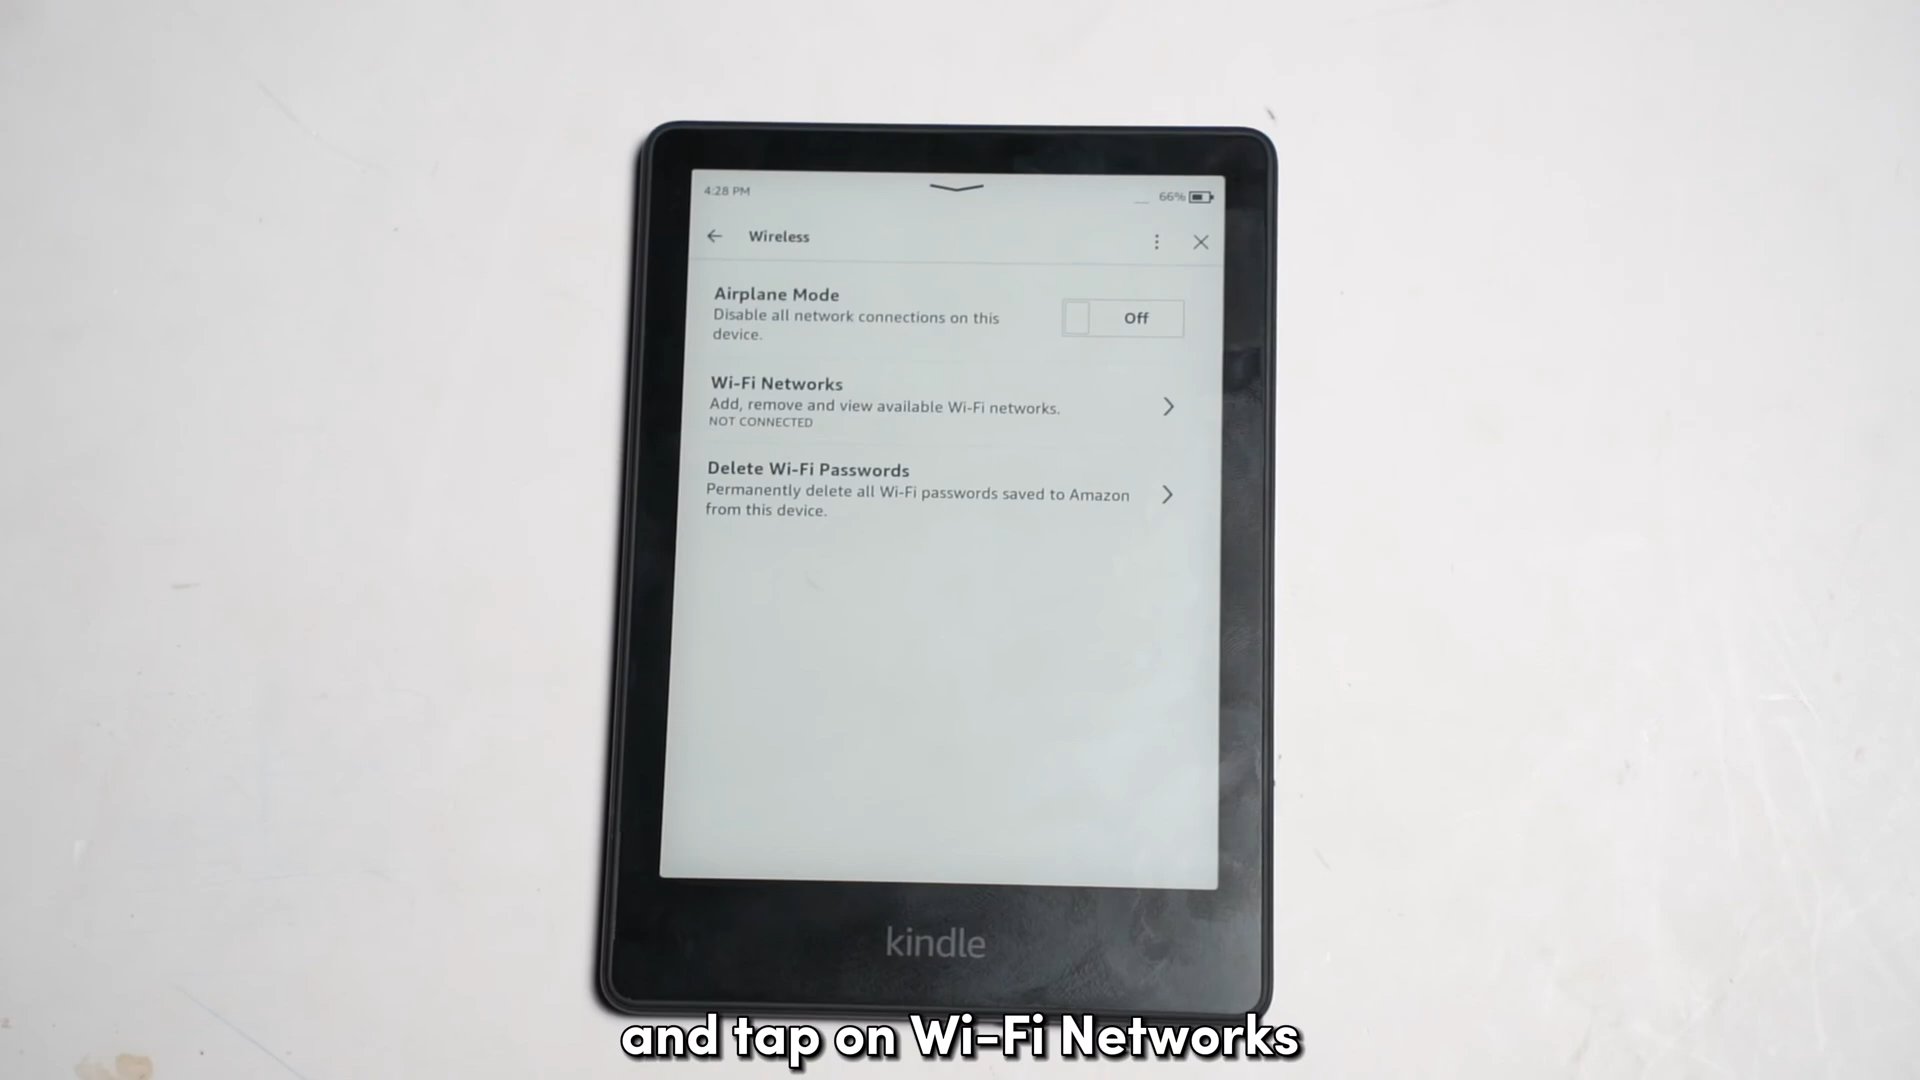 4:28 PM
66%
Wireless
Airplane Mode
Disable all network connections on this
device.
Off
Wi-Fi Networks
Add, remove and view available Wi-Fi networks.
NOT CONNECTED
Delete Wi-Fi Passwords
Permanently delete all Wi-Fi passwords saved to Amazon
from this device.
kindle
and tap on Wi-Fi Networks